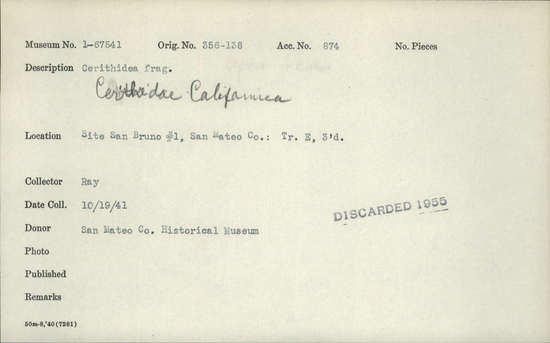 Museum No. 1-67541 Orig. No. 356-138 Acc. No. 874 No. Pieces
Description Cerithidea frag.
Cerithidae Californica
Location Site San Bruno #1, San Mateo Co.: Tr. E, 3'd.
Collector Ray
Date Coll. 10/19/41
DISCARDED 1955
Donor San Mateo Co. Historical Museum
Photo
Published
Remarks
50m-8,'40(7281)